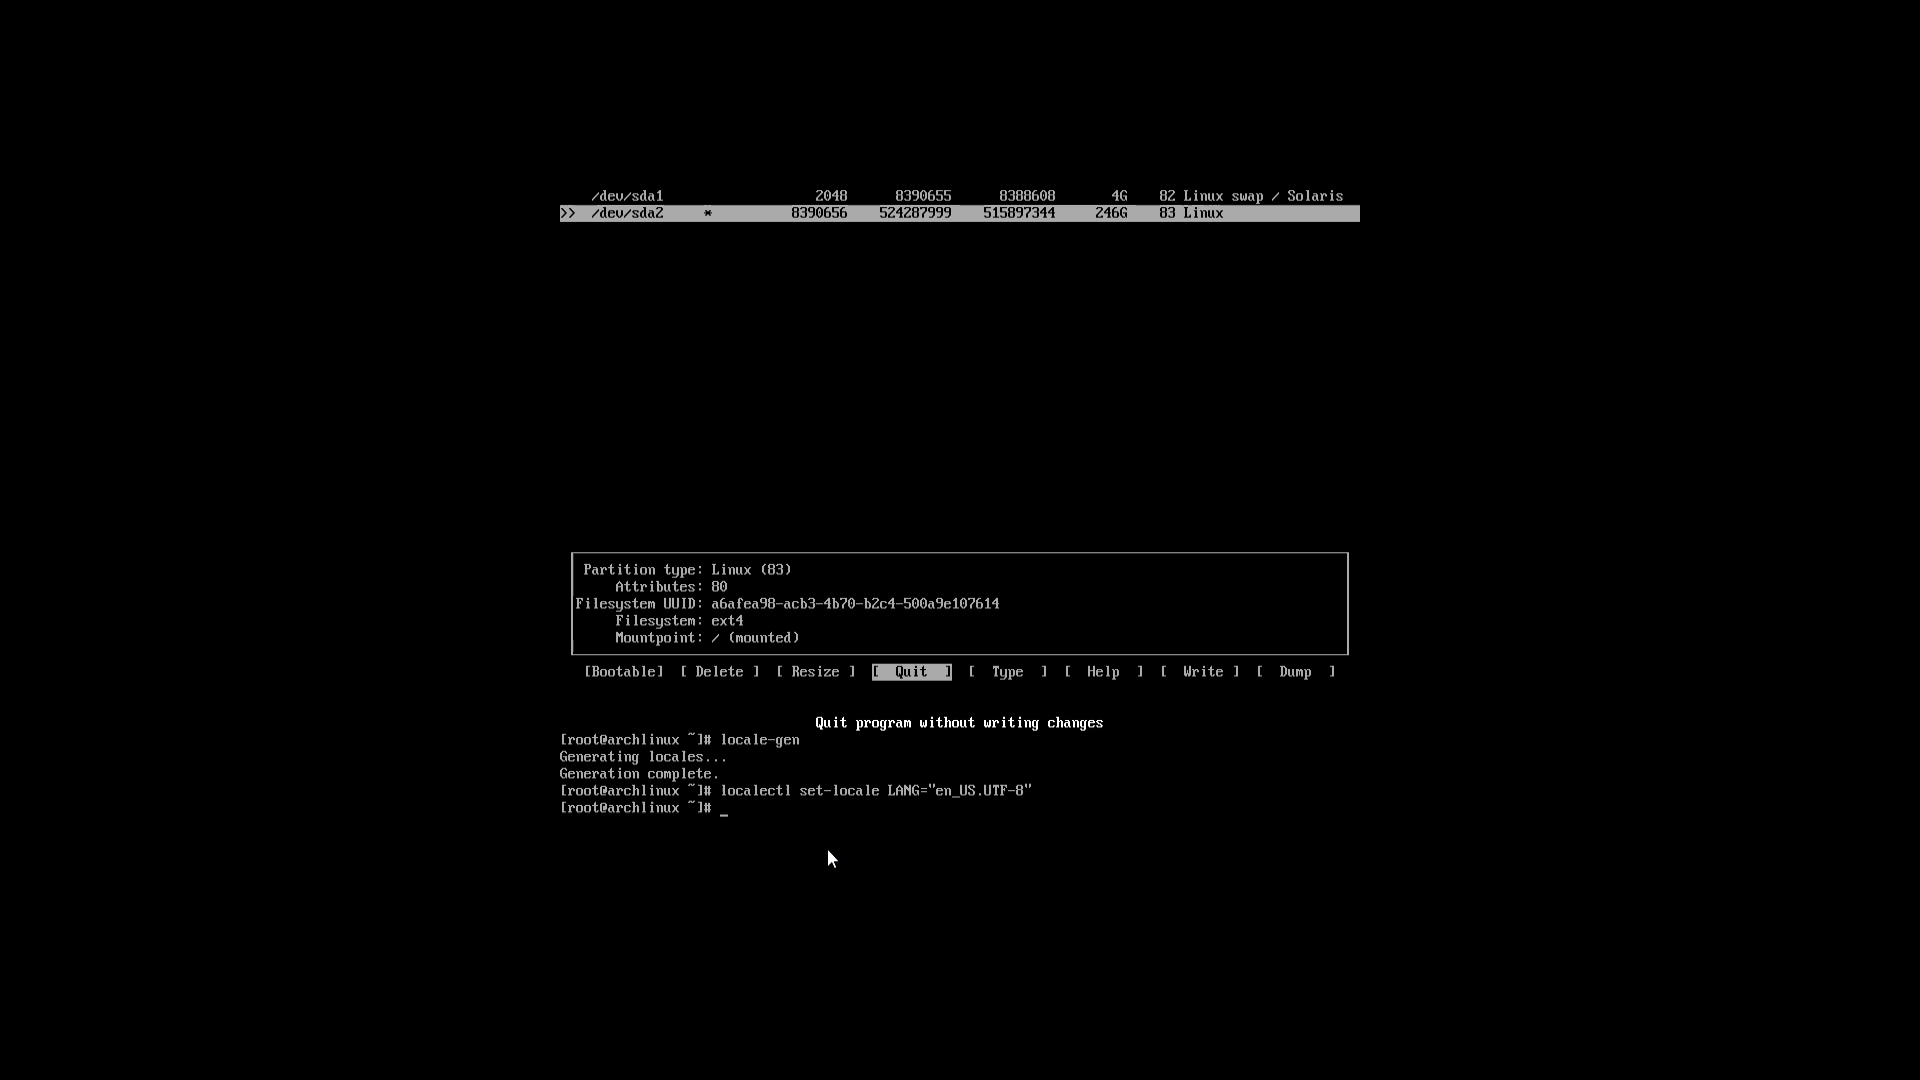 /dev/sda1 2048 8390655 8388608 4G 82 Linux swap / Solaris
>> /dev/sda2 * 8390656 524287999 515897344 246G 83 Linux
Partition type: Linux (83)
Attributes: 80
Filesystem UUID: a6afea98-acb3-4b70-b2c4-500a9e107614
Filesystem: ext4
Mountpoint: / (mounted)
[Bootable] [ Delete ] [ Resize ] [ Quit ] [ Type ] [ Help ] [ Write ] [ Dump ]
Quit program without writing changes
[root@archlinux ~]# locale-gen
Generating locales...
Generation complete.
[root@archlinux ~]# localectl set-locale LANG="en_US.UTF-8"
[root@archlinux ~]# _